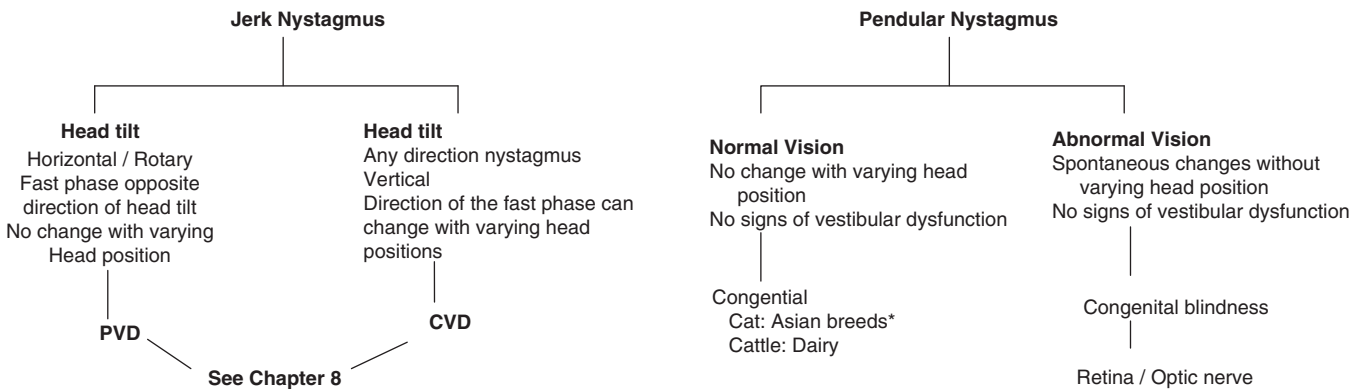 Jerk Nystagmus
Head tilt
Horizontal / Rotary
Fast phase opposite
direction of head tilt
No change with varying
Head position
PVD
Head tilt
Any direction nystagmus
Vertical
Direction of the fast phase can
change with varying head
positions
CVD
See Chapter 8
Pendular Nystagmus
Normal Vision
No change with varying head
position
No signs of vestibular dysfunction
Congential
Cat: Asian breeds*
Cattle: Dairy
Abnormal Vision
Spontaneous changes without
varying head position
No signs of vestibular dysfunction
Congenital blindness
Retina / Optic nerve